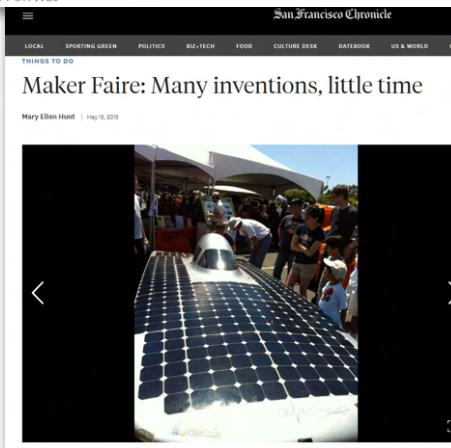 San Francisco Chronicle
LOCAL SPORTING GREEN POLITICS BIZ+TECH FOOD CULTURE DESK DATEBOOK US & WORLD
THINGS TO DO
Maker Faire: Many inventions, little time
Mary Ellen Hunt | May 15, 2013